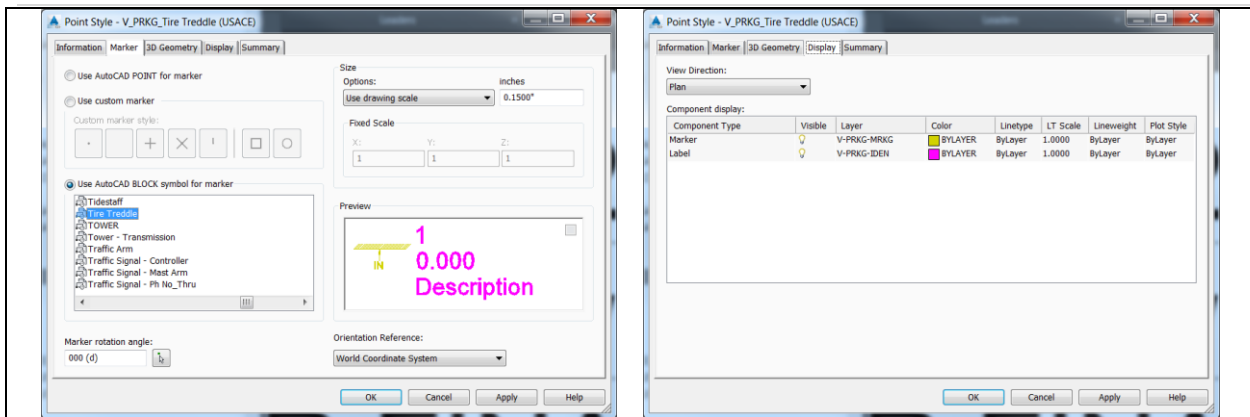 Point Style - V_PRKG_Tire Treddle (USACE)
Information Marker 3D Geometry Display Summary
Use AutoCAD POINT for marker
Use custom marker
Custom marker style:
Use AutoCAD BLOCK symbol for marker
Tidestaff
Tire Treddle
TOWER
Tower - Transmission
Traffic Arm
Traffic Signal - Controller
Traffic Signal - Mast Arm
Traffic Signal - Ph No_Thru
Marker rotation angle:
000 (d)
Size
Options: inches
Use drawing scale 0.1500"
Fixed Scale
X: Y: Z:
1 1 1
Preview
1
0.000
Description
IN
Orientation Reference:
World Coordinate System
OK Cancel Apply Help
Point Style - V_PRKG_Tire Treddle (USACE)
Information Marker 3D Geometry Display Summary
View Direction:
Plan
Component display:
Component Type Visible Layer Color Linetype LT Scale Lineweight Plot Style
Marker V-PRKG-MRKG BYLAYER ByLayer 1.0000 ByLayer ByLayer
Label V-PRKG-IDEN BYLAYER ByLayer 1.0000 ByLayer ByLayer
OK Cancel Apply Help